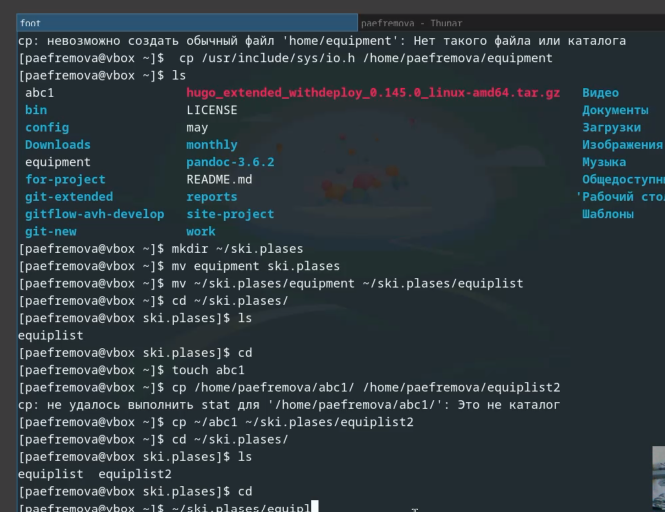 foot
paefremova - Thunar
cp: невозможно создать обычный файл 'home/equipment': Нет такого файла или каталога
[paefremova@vbox ~]$  cp /usr/include/sys/io.h /home/paefremova/equipment
[paefremova@vbox ~]$ ls
abc1 hugo_extended_withdeploy_0.145.0_linux-amd64.tar.gz Видео
bin LICENSE Документы
config may Загрузки
Downloads monthly Изображения
equipment pandoc-3.6.2 Музыка
for-project README.md Общедоступн
git-extended reports 'Рабочий сто
gitflow-avh-develop site-project Шаблоны
git-new work
[paefremova@vbox ~]$ mkdir ~/ski.plases
[paefremova@vbox ~]$ mv equipment ski.plases
[paefremova@vbox ~]$ mv ~/ski.plases/equipment ~/ski.plases/equiplist
[paefremova@vbox ~]$ cd ~/ski.plases/
[paefremova@vbox ski.plases]$ ls
equiplist
[paefremova@vbox ski.plases]$ cd
[paefremova@vbox ~]$ touch abc1
[paefremova@vbox ~]$ cp /home/paefremova/abc1/ /home/paefremova/equiplist2
cp: не удалось выполнить stat для '/home/paefremova/abc1/': Это не каталог
[paefremova@vbox ~]$ cp ~/abc1 ~/ski.plases/equiplist2
[paefremova@vbox ~]$ cd ~/ski.plases/
[paefremova@vbox ski.plases]$ ls
equiplist  equiplist2
[paefremova@vbox ski.plases]$ cd
[paefremova@vbox ~]$ ~/ski.plases/equipl